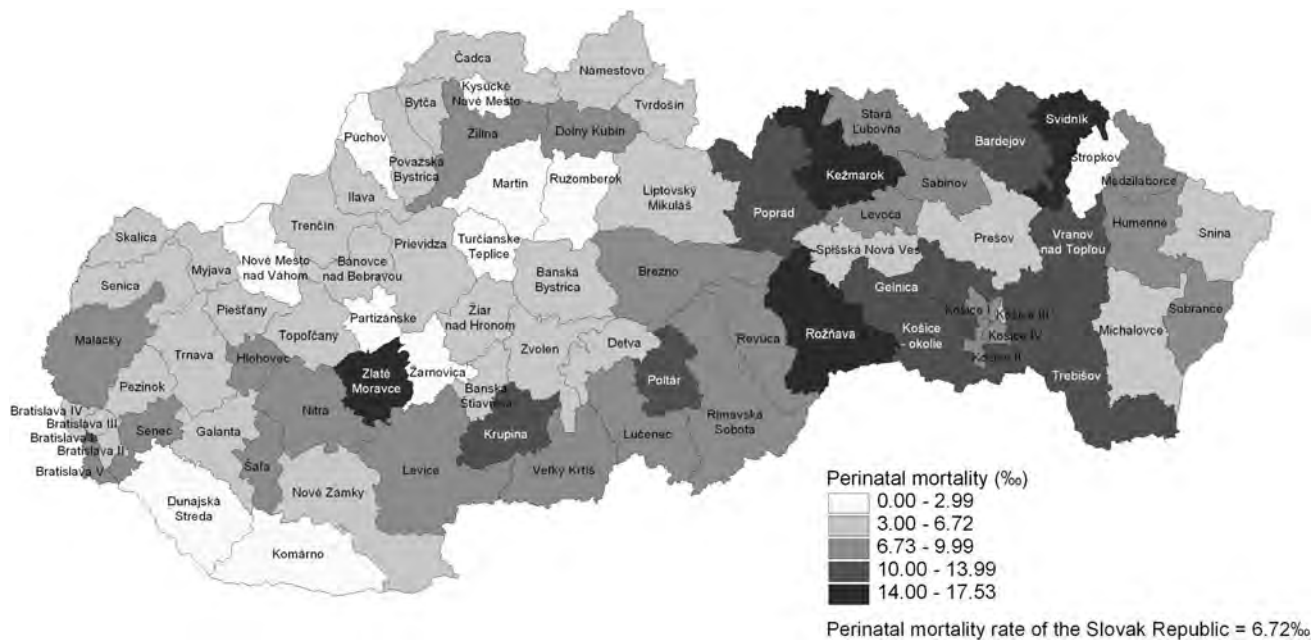 Čadca
Námestovo
Kysucké
Nové Mesto
Bytča
Tvrdošín
Púchov
Žilina
Dolný Kubín
Stará
Ľubovňa
Svidník
Bardejov
Stropkov
Považská
Bystrica
Martin
Ružomberok
Kežmarok
Sabinov
Medzilaborce
Liptovský
Mikuláš
Ilava
Poprad
Levoča
Humenné
Trenčín
Prievidza
Turčianske
Teplice
Spišská Nová Ves
Prešov
Vranov
nad Topľou
Snina
Skalica
Nové Mesto
nad Váhom
Bánovce
nad Bebravou
Banská
Bystrica
Brezno
Myjava
Senica
Gelnica
Sobrance
Piešťany
Partizánske
Žiar
nad Hronom
Košice I
Košice III
Malacky
Topoľčany
Zvolen
Detva
Revúca
Rožňava
Košice
- okolie
Košice IV
Michalovce
Trnava
Hlohovec
Košice II
Pezinok
Zlaté
Moravce
Žarnovica
Poltár
Trebišov
Banská
Štiavnica
Bratislava IV
Bratislava III
Bratislava I
Bratislava II
Bratislava V
Senec
Galanta
Nitra
Krupina
Lučenec
Rimavská
Sobota
Šaľa
Levice
Veľký Krtíš
Nové Zámky
Dunajská
Streda
Komárno
Perinatal mortality (‰)
0.00 - 2.99
3.00 - 6.72
6.73 - 9.99
10.00 - 13.99
14.00 - 17.53
Perinatal mortality rate of the Slovak Republic = 6.72‰